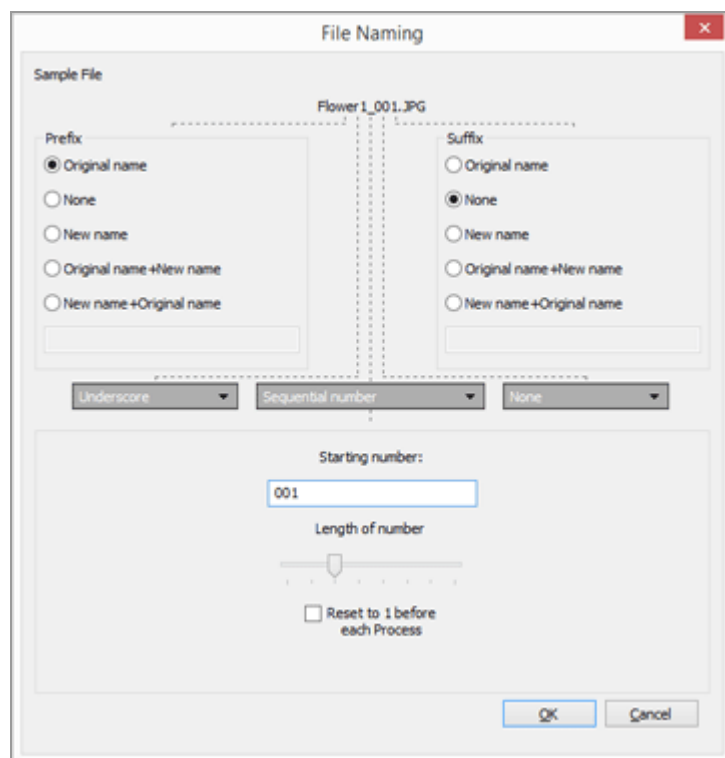 File Naming
Sample File
Flower1_001.JPG
Prefix
Original name
None
New name
Original name+New name
New name+Original name
Suffix
Original name
None
New name
Original name+New name
New name+Original name
Underscore
Sequential number
None
Starting number:
001
Length of number
Reset to 1 before
each Process
OK
Cancel